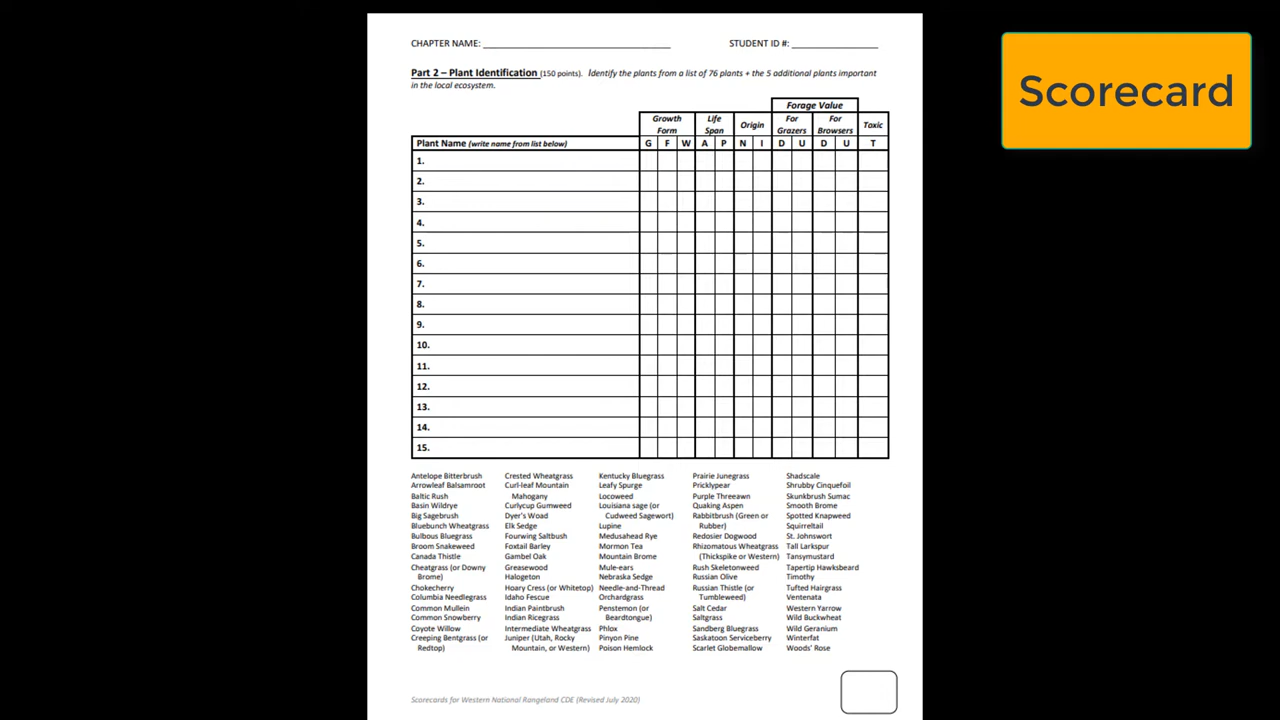 CHAPTER NAME: ___________________________________ STUDENT ID #: ________________
Scorecard
Part 2 – Plant Identification (150 points). Identify the plants from a list of 76 plants + the 5 additional plants important
in the local ecosystem.
Forage Value
Growth Form Life Span Origin For Grazers For Browsers Toxic
Plant Name (write name from list below) G F W A P N I D U D U T
1.
2.
3.
4.
5.
6.
7.
8.
9.
10.
11.
12.
13.
14.
15.
Antelope Bitterbrush
Arrowleaf Balsamroot
Baltic Rush
Basin Wildrye
Big Sagebrush
Bluebunch Wheatgrass
Bulbous Bluegrass
Broom Snakeweed
Canada Thistle
Cheatgrass (or Downy
Brome)
Chokecherry
Columbia Needlegrass
Common Mullein
Common Snowberry
Coyote Willow
Creeping Bentgrass (or
Redtop)
Crested Wheatgrass
Curl-leaf Mountain
Mahogany
Curlycup Gumweed
Dyer's Woad
Elk Sedge
Fourwing Saltbush
Foxtail Barley
Gambel Oak
Greasewood
Halogeton
Hoary Cress (or Whitetop)
Idaho Fescue
Indian Paintbrush
Indian Ricegrass
Intermediate Wheatgrass
Juniper (Utah, Rocky
Mountain, or Western)
Kentucky Bluegrass
Leafy Spurge
Locoweed
Louisiana sage (or
Cudweed Sagewort)
Lupine
Medusahead Rye
Mormon Tea
Mountain Brome
Mule-ears
Nebraska Sedge
Needle-and-Thread
Orchardgrass
Penstemon (or
Beardtongue)
Phlox
Pinyon Pine
Poison Hemlock
Prairie Junegrass
Pricklypear
Purple Threeawn
Quaking Aspen
Rabbitbrush (Green or
Rubber)
Redosier Dogwood
Rhizomatous Wheatgrass
(Thickspike or Western)
Rush Skeletonweed
Russian Olive
Russian Thistle (or
Tumbleweed)
Salt Cedar
Saltgrass
Sandberg Bluegrass
Saskatoon Serviceberry
Scarlet Globemallow
Shadscale
Shrubby Cinquefoil
Skunkbrush Sumac
Smooth Brome
Spotted Knapweed
Squirreltail
St. Johnswort
Tall Larkspur
Tansymustard
Tapertip Hawksbeard
Timothy
Tufted Hairgrass
Ventenata
Western Yarrow
Wild Buckwheat
Wild Geranium
Winterfat
Woods' Rose
Scorecards for Western National Rangeland CDE (Revised July 2020)